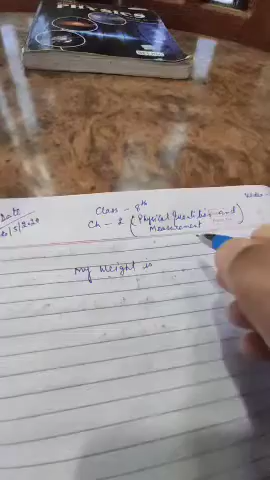 Physics
Date
Class - 9th
Ch - 2 (Physical Quantities and
Measurement)
My Weight is